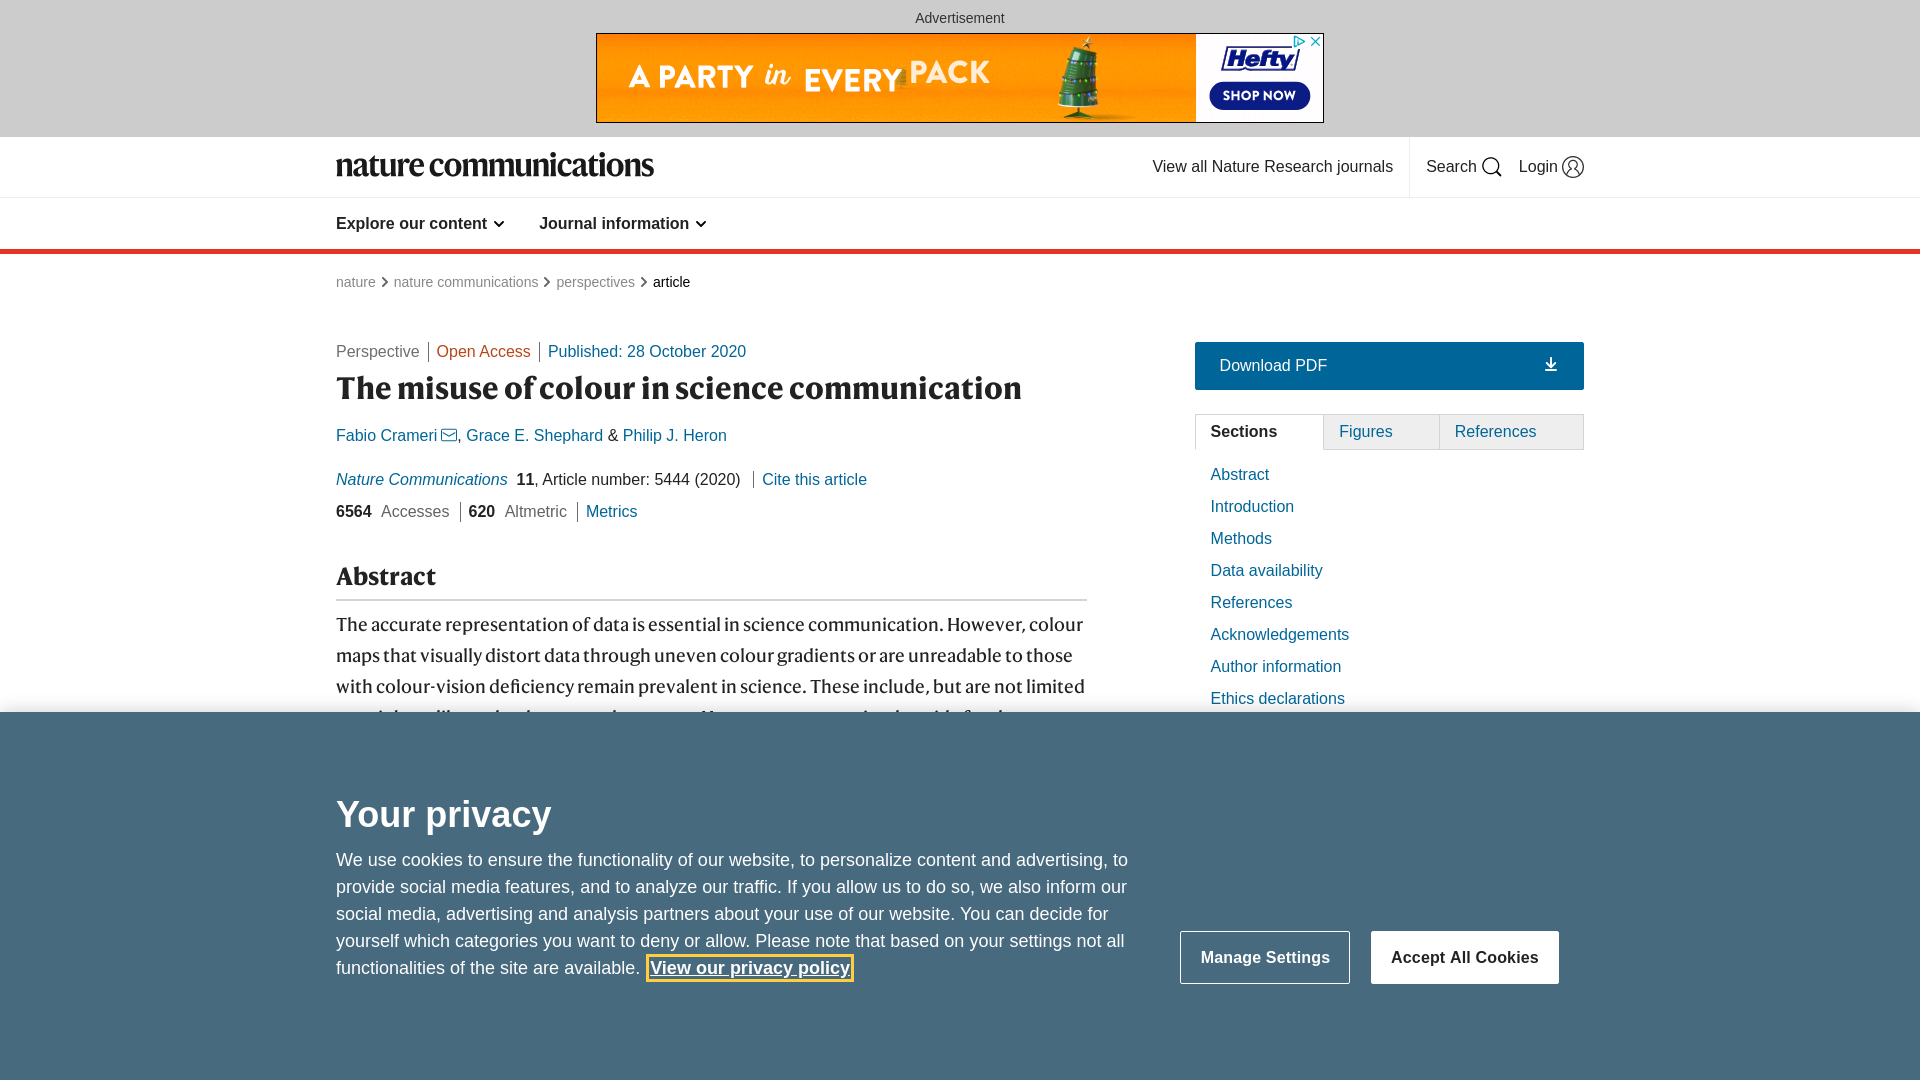 Advertisement
A PARTY in EVERY PACK
Hefty
SHOP NOW
nature communications
View all Nature Research journals
Search
Login
Explore our content
Journal information
nature
nature communications
perspectives
article
Perspective
Open Access
Published: 28 October 2020
The misuse of colour in science communication
Fabio Crameri, Grace E. Shephard & Philip J. Heron
Nature Communications 11, Article number: 5444 (2020)
Cite this article
6564 Accesses
620 Altmetric
Metrics
Abstract
The accurate representation of data is essential in science communication. However, colour
maps that visually distort data through uneven colour gradients or are unreadable to those
with colour-vision deficiency remain prevalent in science. These include, but are not limited
Download PDF
Sections
Figures
References
Abstract
Introduction
Methods
Data availability
References
Acknowledgements
Author information
Ethics declarations
Your privacy
We use cookies to ensure the functionality of our website, to personalize content and advertising, to
provide social media features, and to analyze our traffic. If you allow us to do so, we also inform our
social media, advertising and analysis partners about your use of our website. You can decide for
yourself which categories you want to deny or allow. Please note that based on your settings not all
functionalities of the site are available. View our privacy policy
Manage Settings
Accept All Cookies